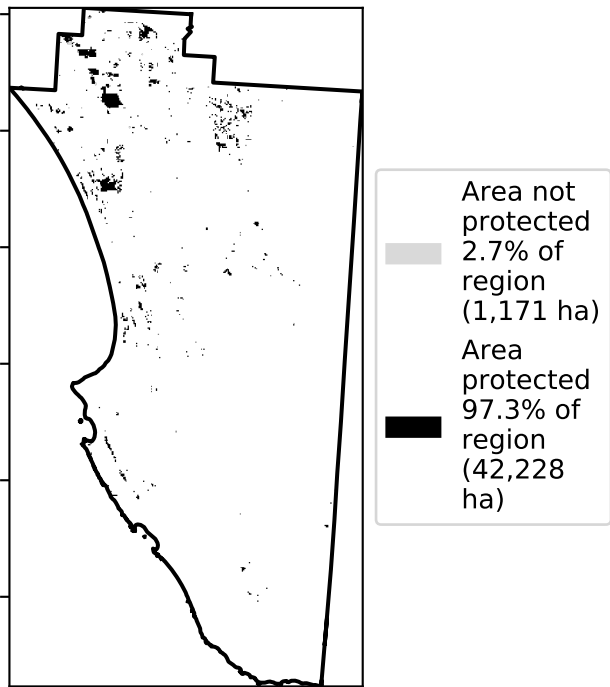 Area not
protected
2.7% of
region
(1,171 ha)
Area
protected
97.3% of
region
(42,228
ha)